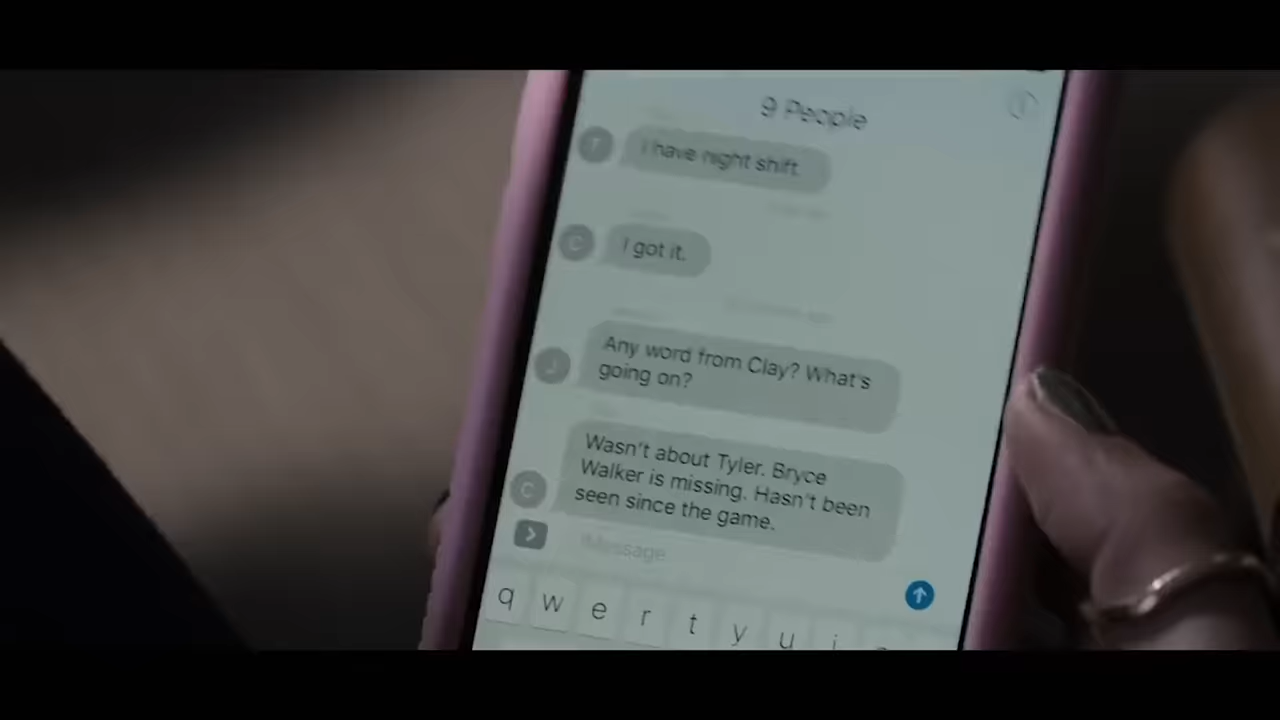 9 People
T
I have night shift
C
I got it.
J
Any word from Clay? What's
going on?
C
Wasn't about Tyler. Bryce
Walker is missing. Hasn't been
seen since the game.
iMessage
q w e r t y u i